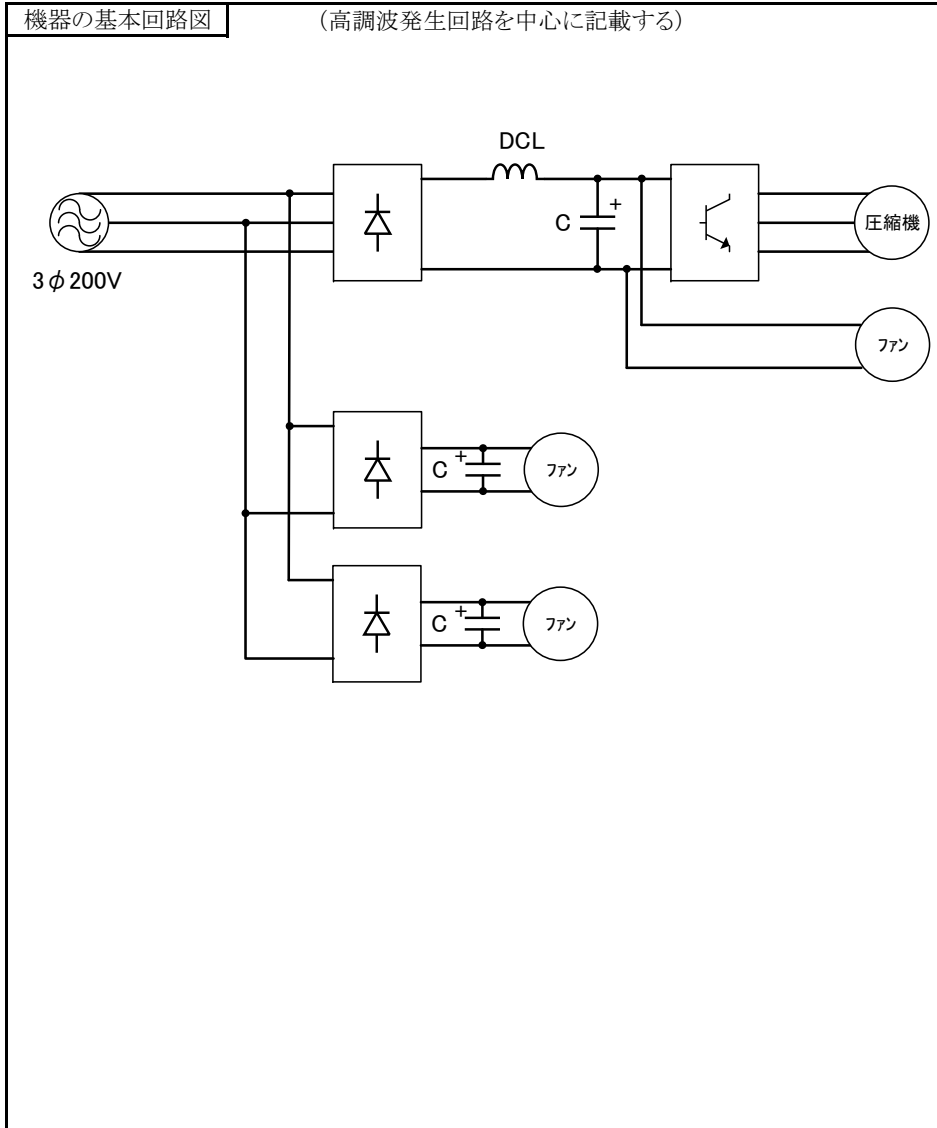 機器の基本回路図
(高調波発生回路を中心に記載する)
DCL
C
+
圧縮機
3φ200V
ファン
C
+
ファン
C
+
ファン